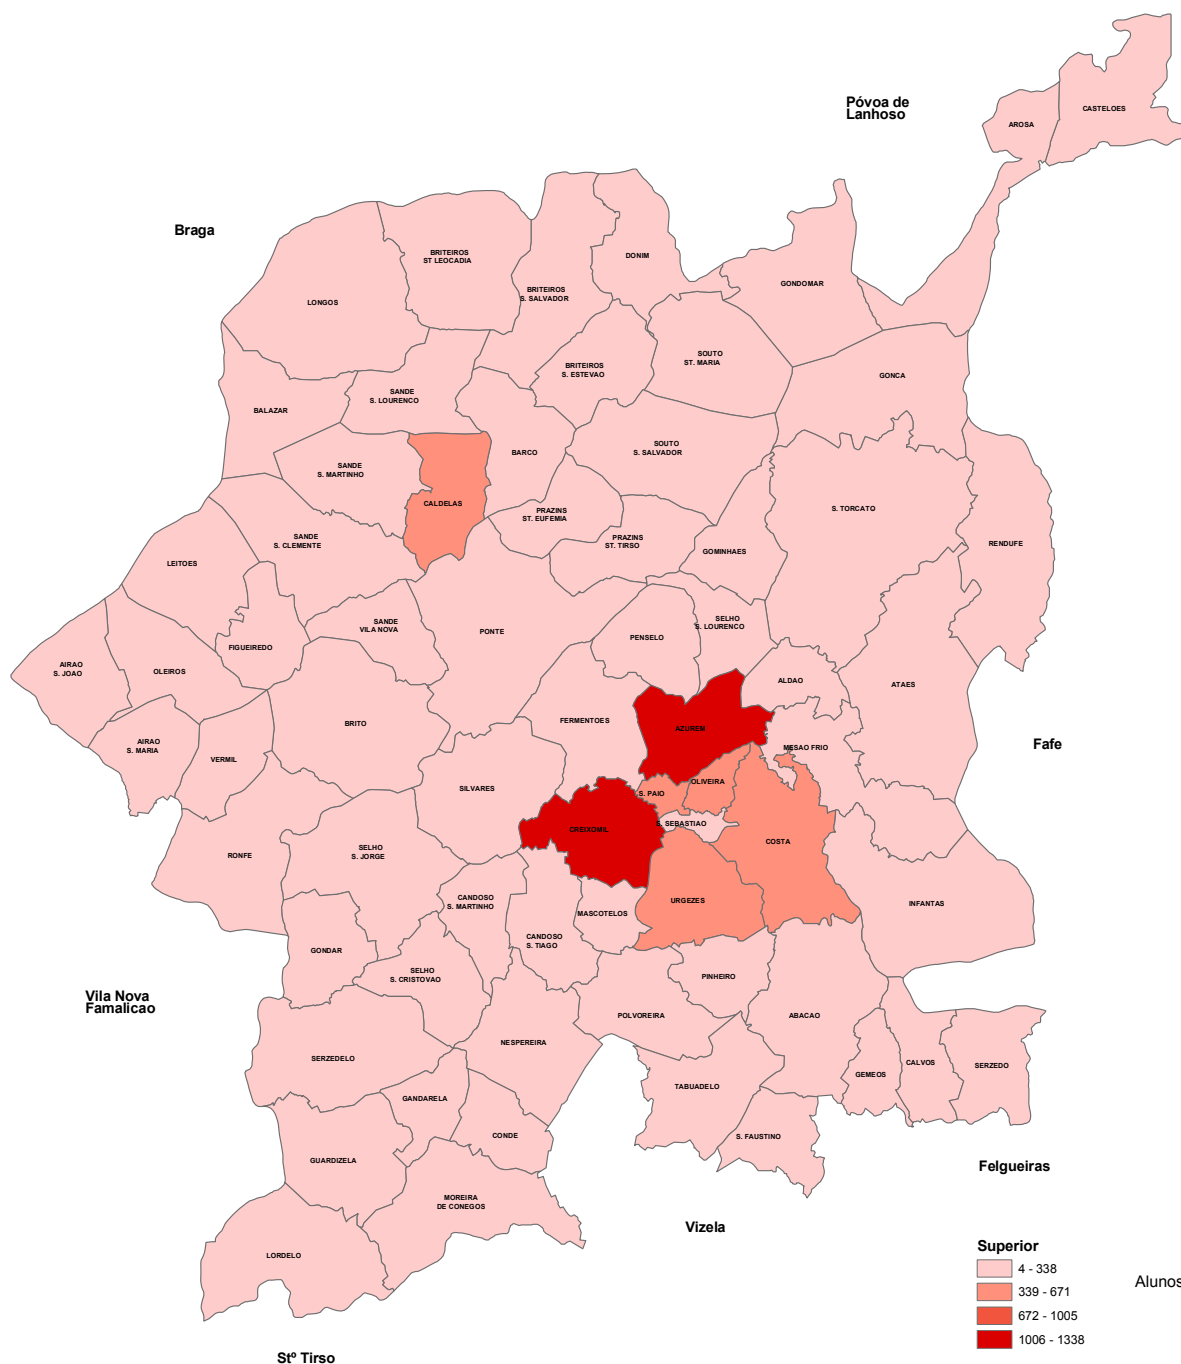 Póvoa de
Lanhoso
CASTELOES
AROSA
Braga
BRITEIROS
ST LEOCADIA
DONIM
GONDOMAR
BRITEIROS
S. SALVADOR
LONGOS
SOUTO
ST. MARIA
BRITEIROS
S. ESTEVAO
GONCA
SANDE
S. LOURENCO
BALAZAR
SOUTO
S. SALVADOR
BARCO
SANDE
S. MARTINHO
CALDELAS
PRAZINS
ST. EUFEMIA
S. TORCATO
SANDE
S. CLEMENTE
PRAZINS
ST. TIRSO
GOMINHAES
RENDUFE
LEITOES
SANDE
VILA NOVA
PONTE
PENSELO
SELHO
S. LOURENCO
FIGUEIREDO
AIRAO
S. JOAO
OLEIROS
ALDAO
ATAES
BRITO
FERMENTOES
AZUREM
AIRAO
S. MARIA
VERMIL
MESAO FRIO
Fafe
SILVARES
OLIVEIRA
S. PAIO
S. SEBASTIAO
CREIXOMIL
COSTA
RONFE
SELHO
S. JORGE
URGEZES
INFANTAS
CANDOSO
S. MARTINHO
MASCOTELOS
CANDOSO
S. TIAGO
GONDAR
SELHO
S. CRISTOVAO
PINHEIRO
Vila Nova
Famalicao
POLVOREIRA
ABACAO
NESPEREIRA
SERZEDELO
CALVOS
SERZEDO
GEMEOS
TABUADELO
GANDARELA
CONDE
S. FAUSTINO
GUARDIZELA
Felgueiras
MOREIRA
DE CONEGOS
Vizela
LORDELO
Superior
4 - 338
339 - 671
672 - 1005
1006 - 1338
Alunos
Stº Tirso